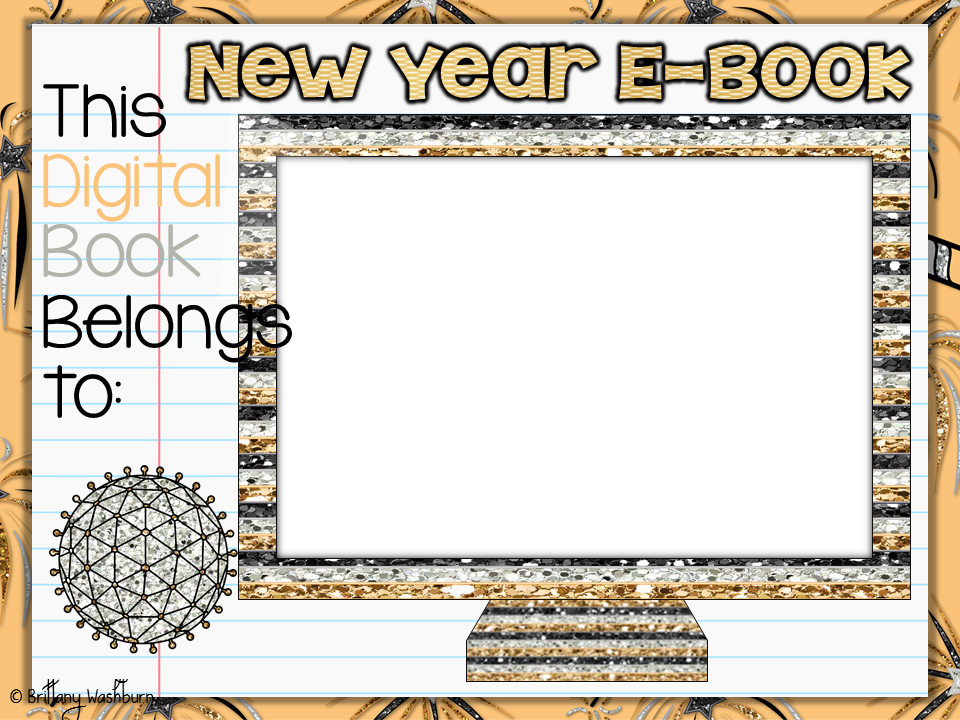 New Year E-Book
This
Digital
Book
Belongs
to:
© Brittany Washburn